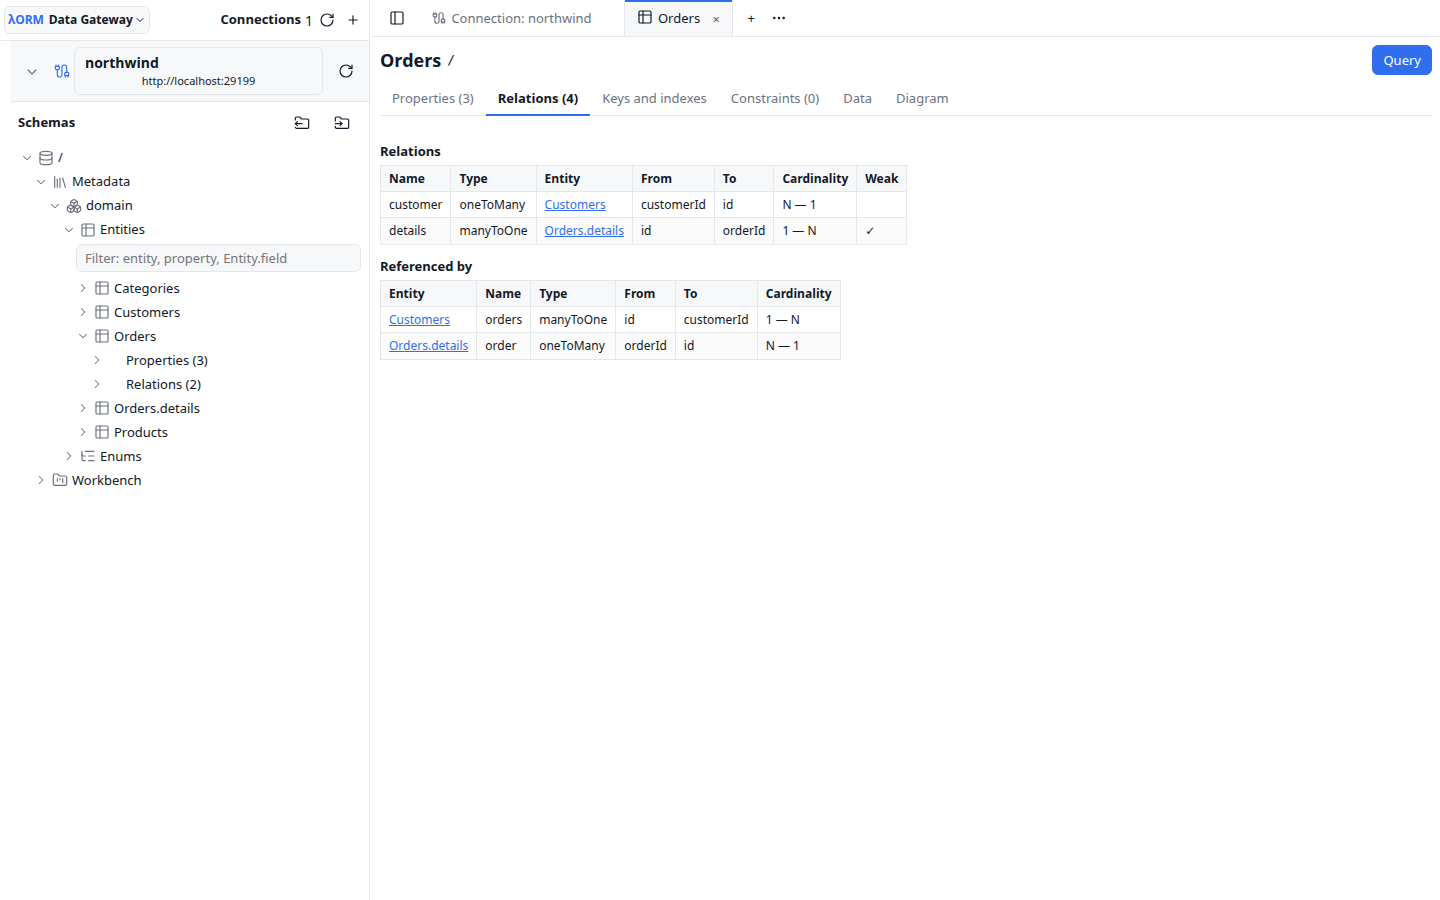 λORM Data Gateway
Connections 1
northwind
http://localhost:29199
Schemas
/
Metadata
domain
Entities
Filter: entity, property, Entity.field
Categories
Customers
Orders
Properties (3)
Relations (2)
Orders.details
Products
Enums
Workbench
Connection: northwind
Orders ×
+ •••
Orders /
Query
Properties (3) Relations (4) Keys and indexes Constraints (0) Data Diagram
Relations
Name Type Entity From To Cardinality Weak
customer oneToMany Customers customerId id N — 1
details manyToOne Orders.details id orderId 1 — N ✓
Referenced by
Entity Name Type From To Cardinality
Customers orders manyToOne id customerId 1 — N
Orders.details order oneToMany orderId id N — 1